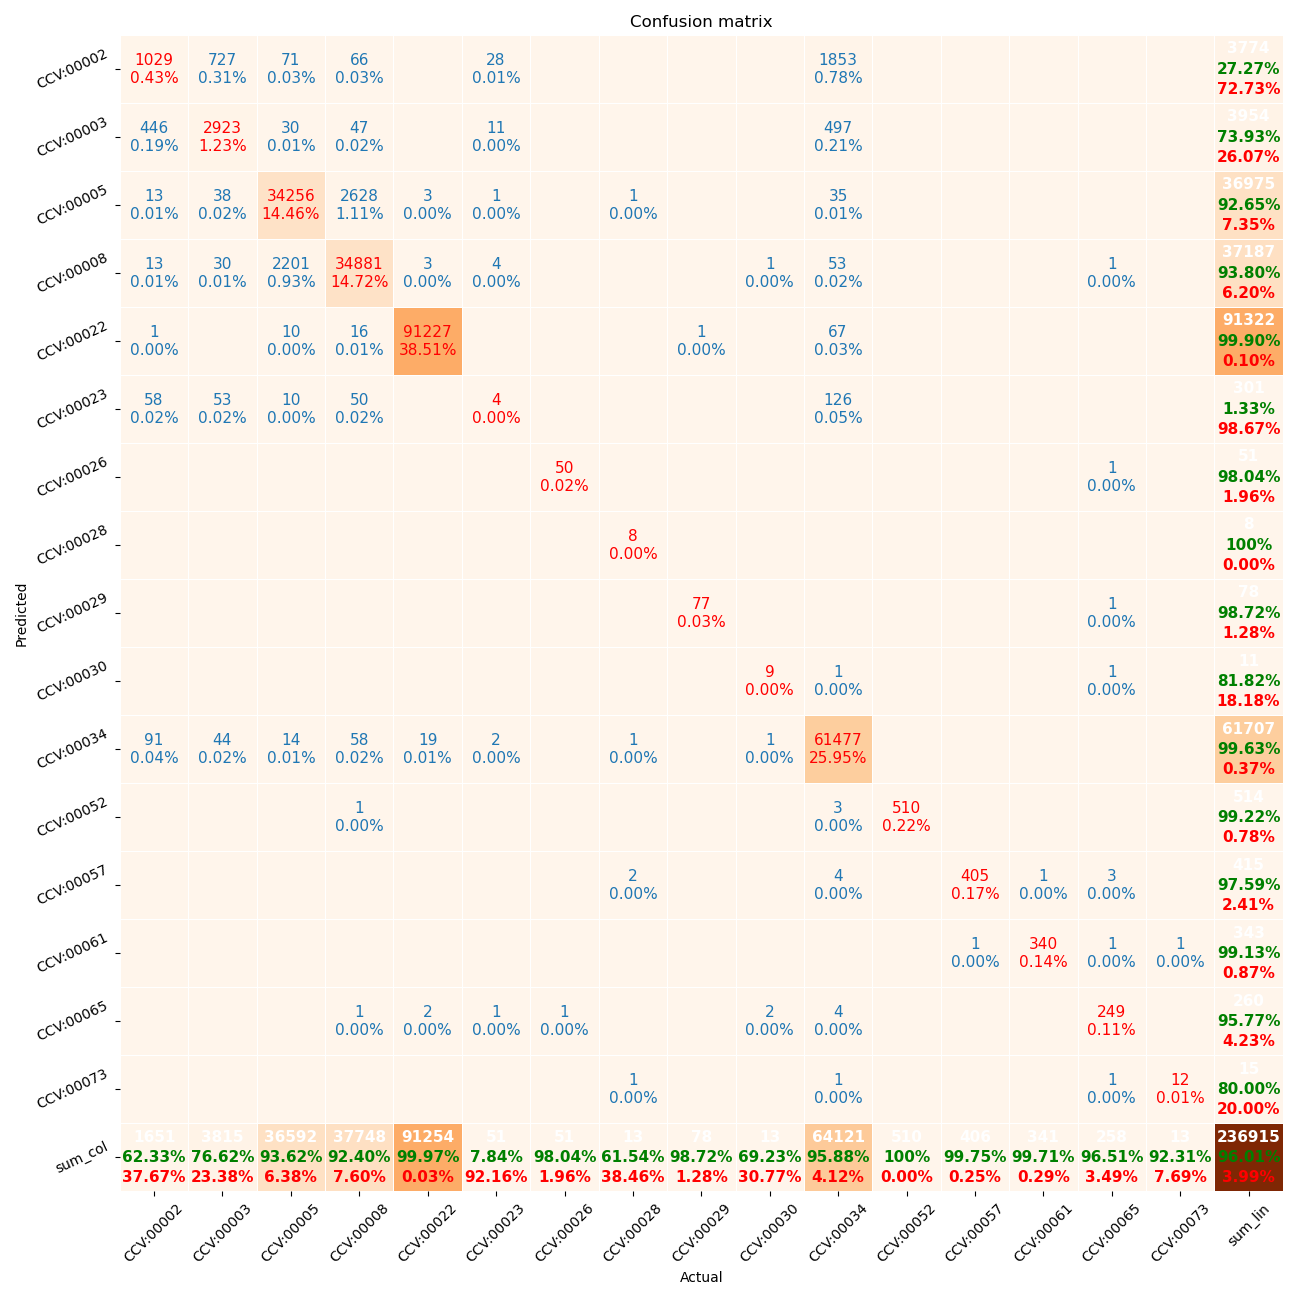 Confusion matrix
CCV:00002 1029 727 71 66 28 1853 3774
0.43% 0.31% 0.03% 0.03% 0.01% 0.78% 27.27%
72.73%
CCV:00003 446 2923 30 47 11 497 3954
0.19% 1.23% 0.01% 0.02% 0.00% 0.21% 73.93%
26.07%
CCV:00005 13 38 34256 2628 3 1 1 35 36975
0.01% 0.02% 14.46% 1.11% 0.00% 0.00% 0.00% 0.01% 92.65%
7.35%
CCV:00008 13 30 2201 34881 3 4 1 53 1 37187
0.01% 0.01% 0.93% 14.72% 0.00% 0.00% 0.00% 0.02% 0.00% 93.80%
6.20%
CCV:00022 1 10 16 91227 1 67 91322
0.00% 0.00% 0.01% 38.51% 0.00% 0.03% 99.90%
0.10%
CCV:00023 58 53 10 50 4 126 301
0.02% 0.02% 0.00% 0.02% 0.00% 0.05% 1.33%
98.67%
CCV:00026 50 1 51
0.02% 0.00% 98.04%
1.96%
CCV:00028 8 8
0.00% 100%
0.00%
CCV:00029 77 1 78
0.03% 0.00% 98.72%
1.28%
CCV:00030 9 1 1 11
0.00% 0.00% 0.00% 81.82%
18.18%
CCV:00034 91 44 14 58 19 2 1 1 61477 61707
0.04% 0.02% 0.01% 0.02% 0.01% 0.00% 0.00% 0.00% 25.95% 99.63%
0.37%
CCV:00052 1 3 510 514
0.00% 0.00% 0.22% 99.22%
0.78%
CCV:00057 2 4 405 1 3 415
0.00% 0.00% 0.17% 0.00% 0.00% 97.59%
2.41%
CCV:00061 1 340 1 1 343
0.00% 0.14% 0.00% 0.00% 99.13%
0.87%
CCV:00065 1 2 1 1 2 4 249 260
0.00% 0.00% 0.00% 0.00% 0.00% 0.00% 0.11% 95.77%
4.23%
CCV:00073 1 1 1 12 15
0.00% 0.00% 0.00% 0.01% 80.00%
20.00%
sum_col 1651 3815 36592 37748 91254 51 51 13 78 13 64121 510 406 341 258 13 236915
62.33% 76.62% 93.62% 92.40% 99.97% 7.84% 98.04% 61.54% 98.72% 69.23% 95.88% 100% 99.75% 99.71% 96.51% 92.31% 96.01%
37.67% 23.38% 6.38% 7.60% 0.03% 92.16% 1.96% 38.46% 1.28% 30.77% 4.12% 0.00% 0.25% 0.29% 3.49% 7.69% 3.99%
CCV:00002 CCV:00003 CCV:00005 CCV:00008 CCV:00022 CCV:00023 CCV:00026 CCV:00028 CCV:00029 CCV:00030 CCV:00034 CCV:00052 CCV:00057 CCV:00061 CCV:00065 CCV:00073 sum_lin
Predicted
Actual